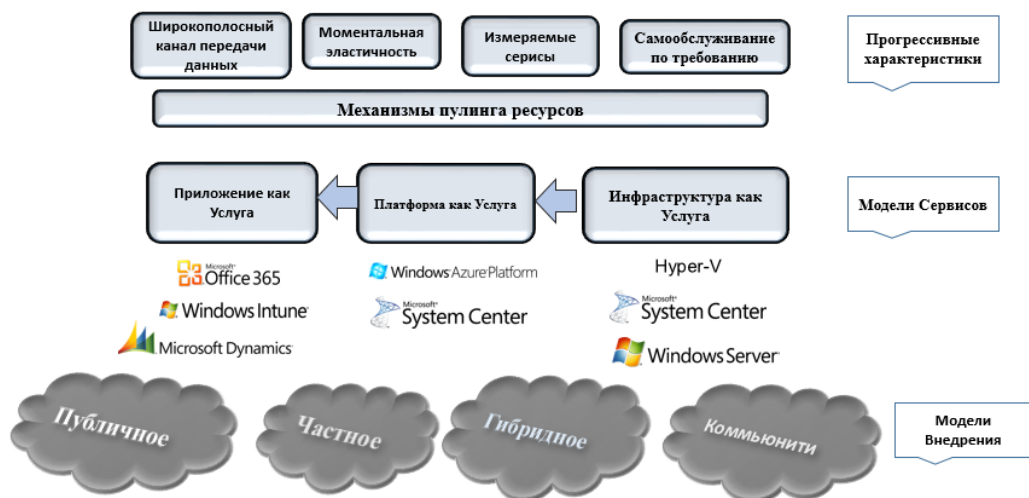 Широкополосный
канал передачи
данных
Моментальная
эластичность
Измеряемые
серисы
Самообслуживание
по требованию
Прогрессивные
характеристики
Механизмы пулинга ресурсов
Приложение как
Услуга
Платформа как Услуга
Инфраструктура как
Услуга
Модели Сервисов
Microsoft®
Office 365
Windows Intune™
Microsoft Dynamics®
Windows Azure Platform
Microsoft®
System Center
Hyper-V
Microsoft®
System Center
Windows Server®
Публичное
Частное
Гибридное
Коммьюнити
Модели
Внедрения